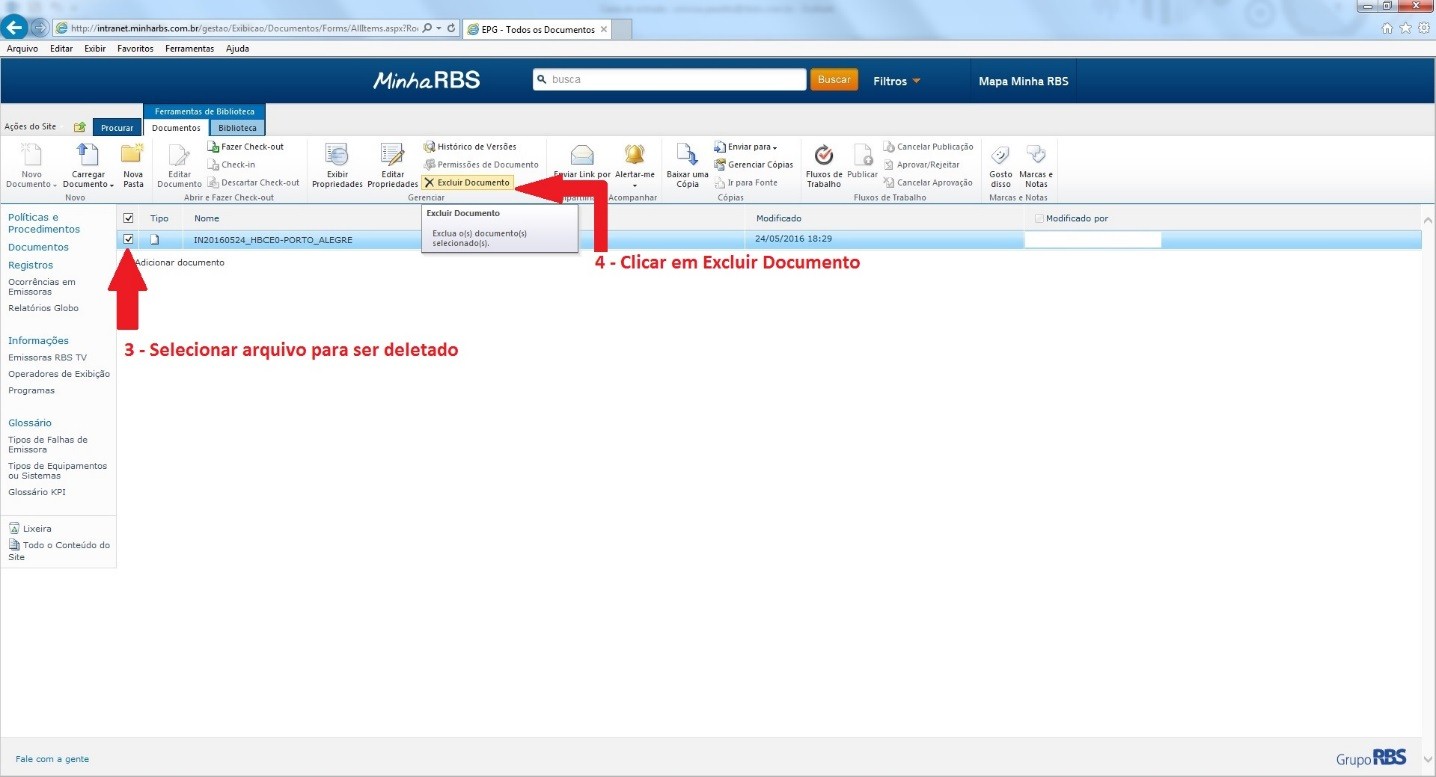 http://intranet.minharbs.com.br/gestao/Exibicao/Documentos/Forms/AllItems.aspx?Ro
EPG - Todos os Documentos
Arquivo Editar Exibir Favoritos Ferramentas Ajuda
MinhaRBS
busca
Buscar
Filtros
Mapa Minha RBS
Ferramentas de Biblioteca
Ações do Site
Procurar
Documentos
Biblioteca
Novo
Documento
Carregar
Documento
Nova
Pasta
Novo
Editar
Documento
Fazer Check-out
Check-in
Descartar Check-out
Abrir e Fazer Check-out
Exibir
Propriedades
Editar
Propriedades
Histórico de Versões
Permissões de Documento
Excluir Documento
Gerenciar
Enviar Link por
Alertar-me
Acompanhar
Baixar uma
Cópia
Enviar para
Gerenciar Cópias
Ir para Fonte
Cópias
Fluxos de
Trabalho
Publicar
Cancelar Publicação
Aprovar/Rejeitar
Cancelar Aprovação
Fluxos de Trabalho
Gosto
disso
Marcas e
Notas
Marcas e Notas
Excluir Documento
Exclua o(s) documento(s)
selecionado(s).
Políticas e
Procedimentos
Documentos
Registros
Ocorrências em
Emissoras
Relatórios Globo
Informações
Emissoras RBS TV
Operadores de Exibição
Programas
Glossário
Tipos de Falhas de
Emissora
Tipos de Equipamentos
ou Sistemas
Glossário KPI
Lixeira
Todo o Conteúdo do
Site
Tipo Nome Modificado Modificado por
IN20160524_HBCE0-PORTO_ALEGRE 24/05/2016 18:29
Adicionar documento
4 - Clicar em Excluir Documento
3 - Selecionar arquivo para ser deletado
Fale com a gente
Grupo RBS